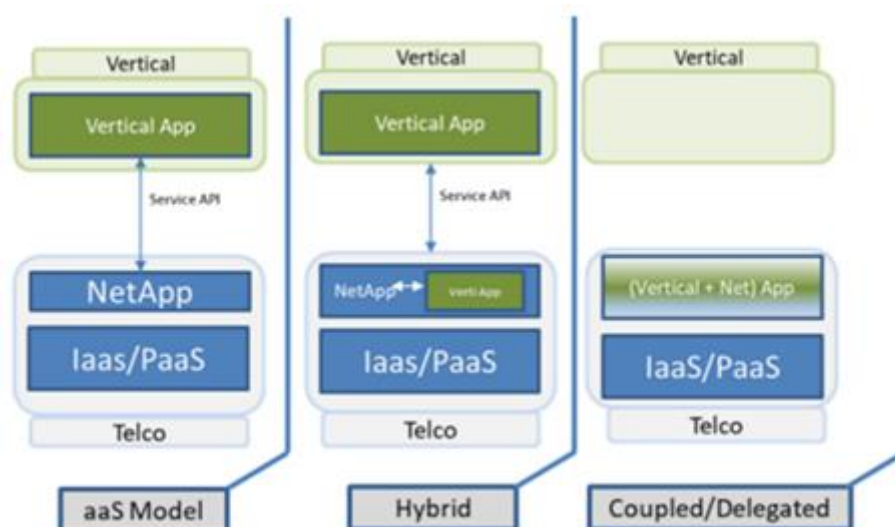 Vertical
Vertical App
Service API
NetApp
Iaas/PaaS
Telco
aaS Model
Vertical
Vertical App
Service API
NetApp
Verti App
Iaas/PaaS
Telco
Hybrid
Vertical
(Vertical + Net) App
IaaS/PaaS
Telco
Coupled/Delegated